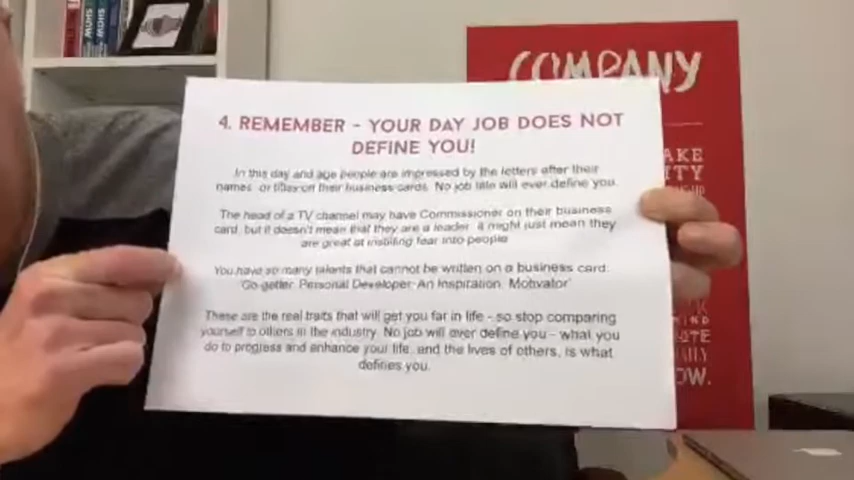 SHOW
COMPANY
4. REMEMBER - YOUR DAY JOB DOES NOT
DEFINE YOU!
In this day and age people are impressed by the letters after their
names or titles on their business cards. No job title will ever define you.
The head of a TV channel may have Commissioner on their business
card, but it doesn't mean that they are a leader, it might just mean they
are great at instilling fear into people
You have so many talents that cannot be written on a business card:
'Go-getter, Personal Developer, An Inspiration, Motivator'
These are the real traits that will get you far in life - so stop comparing
yourself to others in the industry. No job will ever define you - what you
do to progress and enhance your life, and the lives of others, is what
defines you.